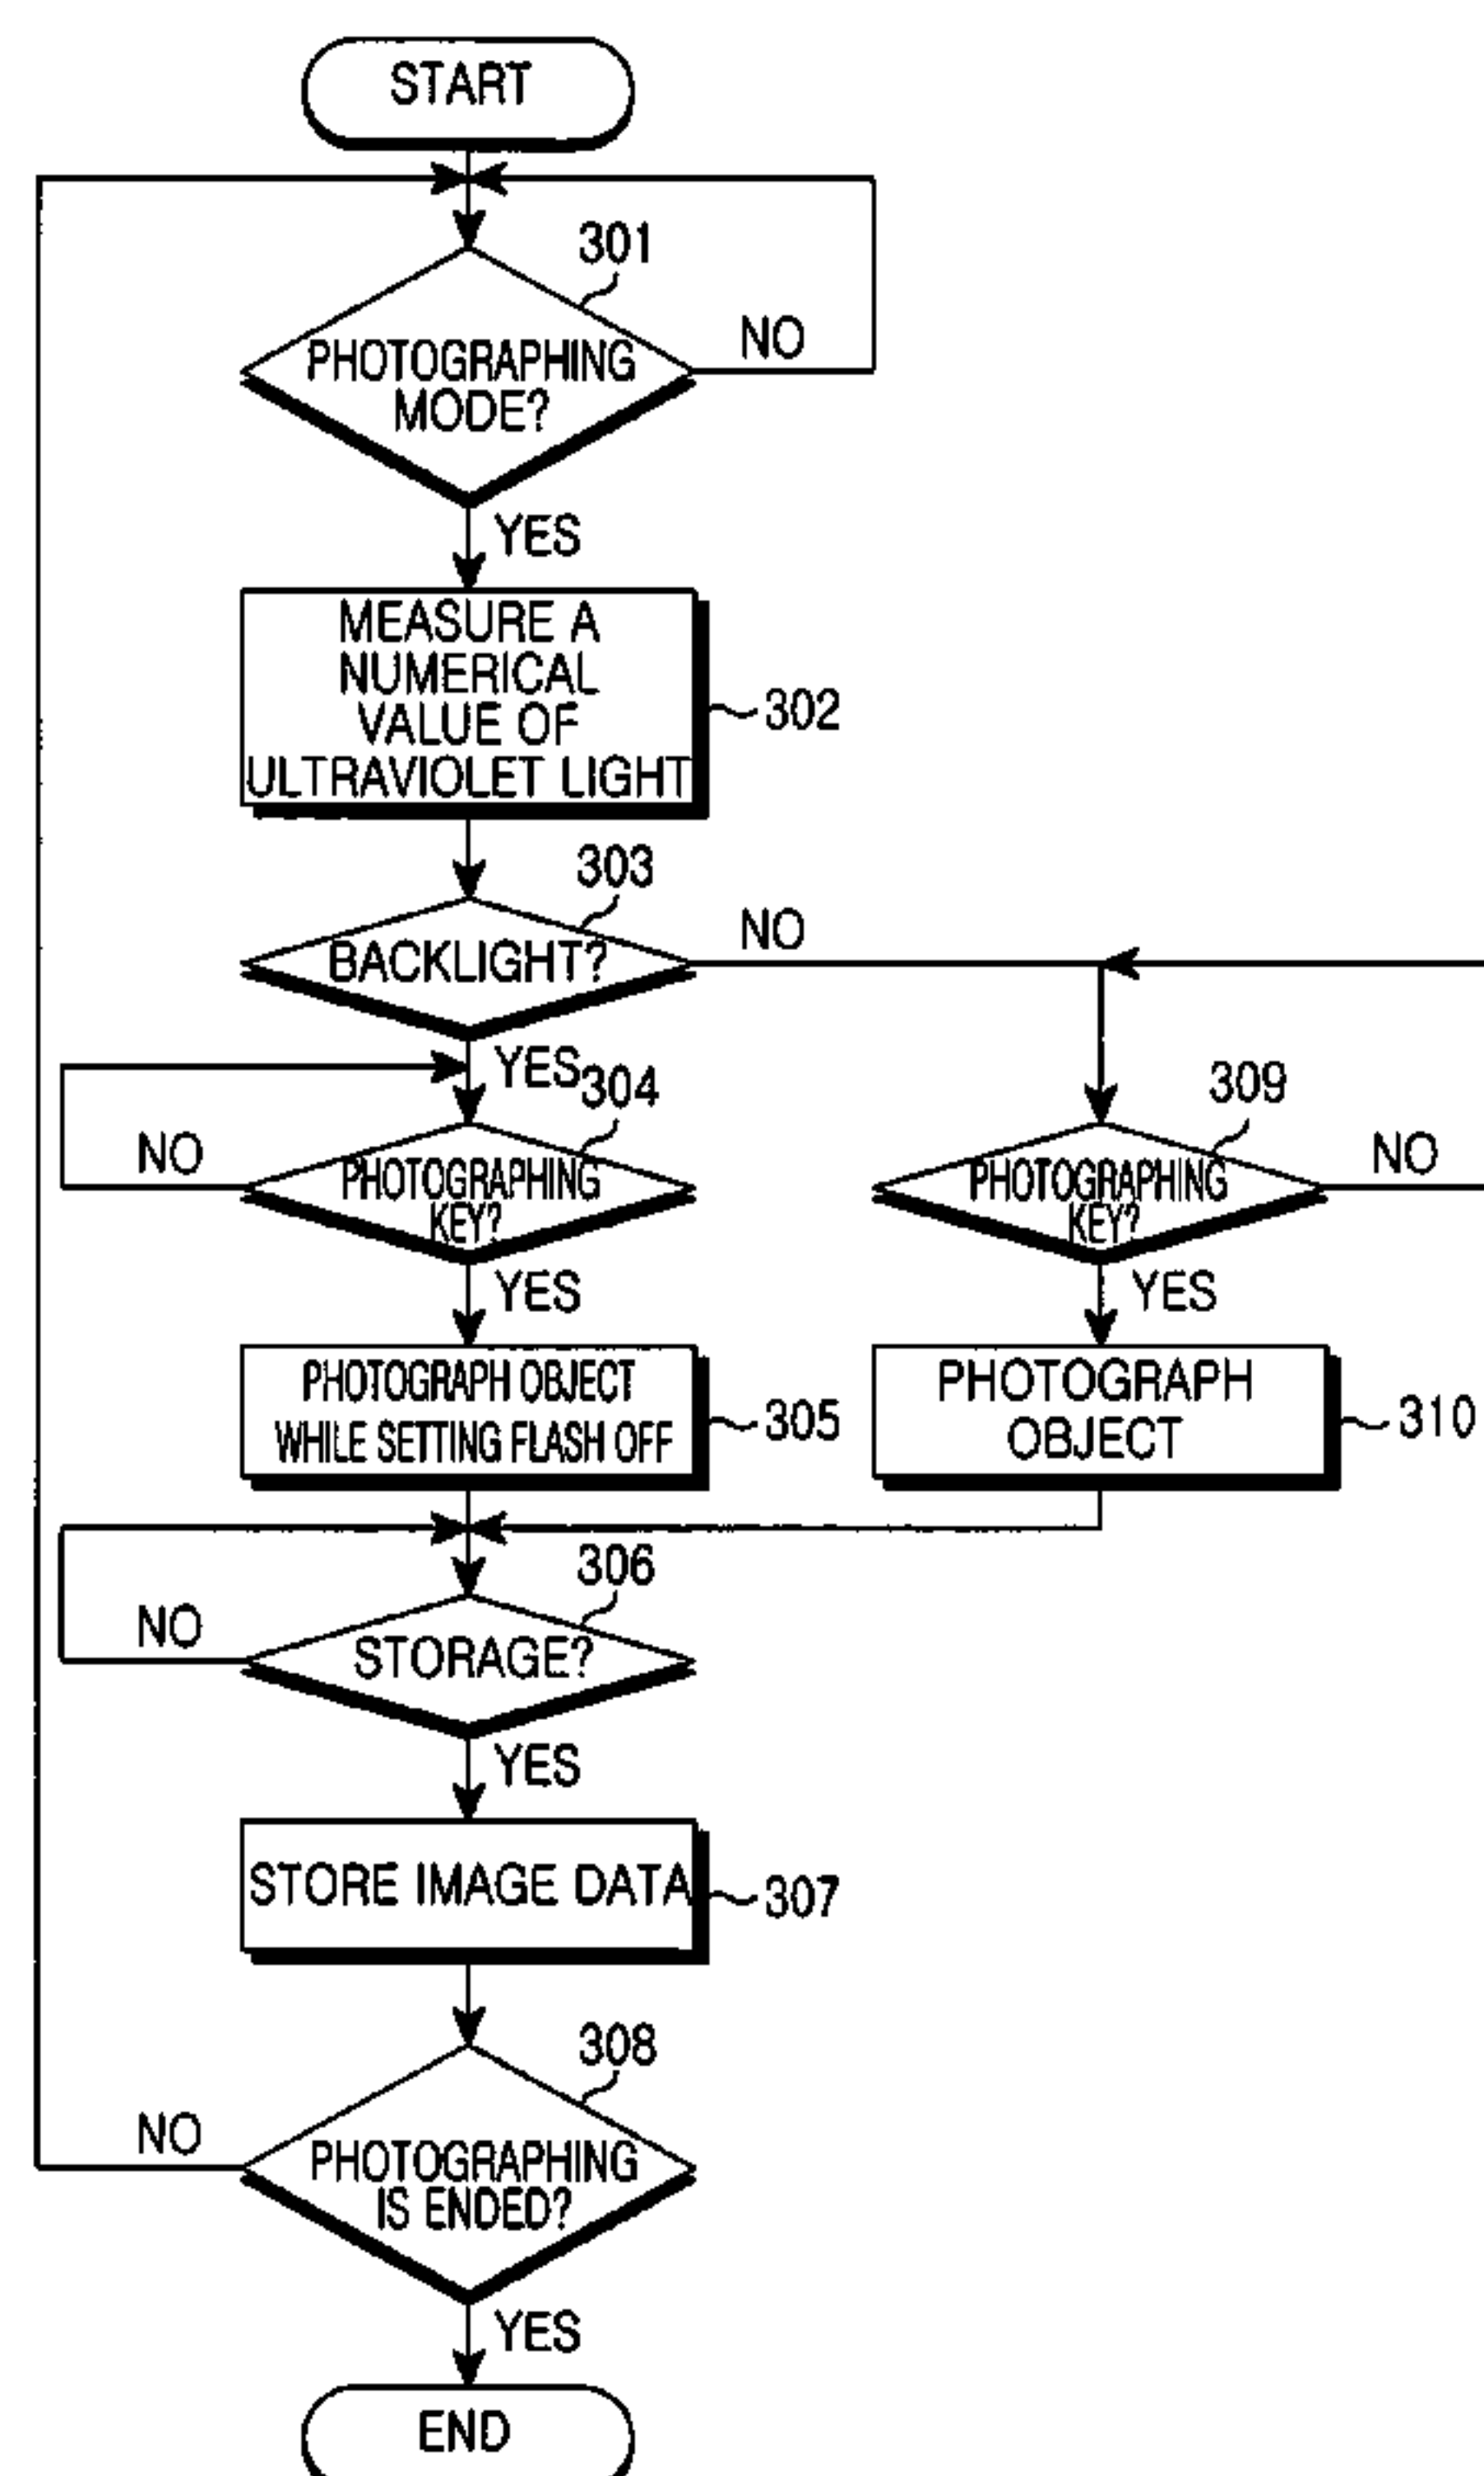 START
301
PHOTOGRAPHING
MODE?
NO
YES
MEASURE A
NUMERICAL
VALUE OF
ULTRAVIOLET LIGHT
302
303
BACKLIGHT?
NO
YES
304
PHOTOGRAPHING
KEY?
NO
YES
309
PHOTOGRAPHING
KEY?
NO
YES
PHOTOGRAPH OBJECT
WHILE SETTING FLASH OFF
305
PHOTOGRAPH
OBJECT
310
306
STORAGE?
NO
YES
STORE IMAGE DATA
307
308
PHOTOGRAPHING
IS ENDED?
NO
YES
END